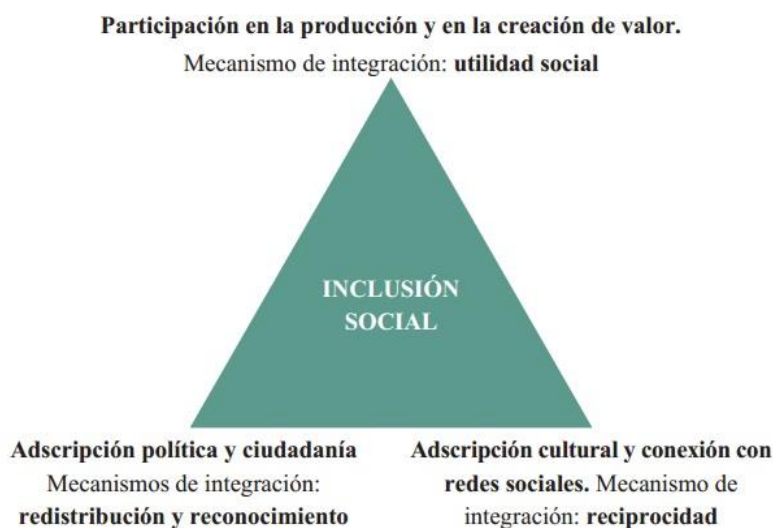 Participación en la producción y en la creación de valor.
Mecanismo de integración: utilidad social
INCLUSIÓN
SOCIAL
Adscripción política y ciudadanía
Mecanismos de integración:
redistribución y reconocimiento
Adscripción cultural y conexión con
redes sociales. Mecanismo de
integración: reciprocidad